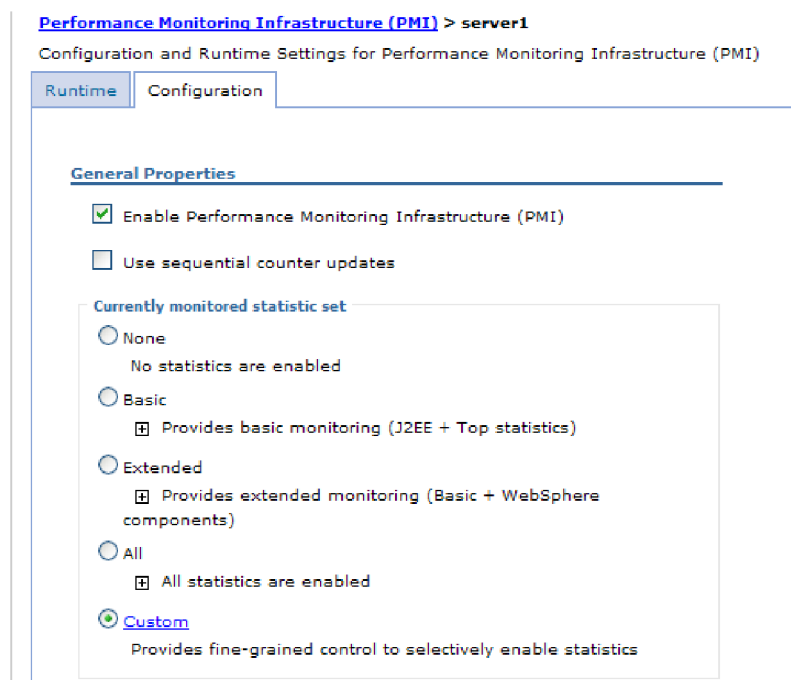 Performance Monitoring Infrastructure (PMI) > server1
Configuration and Runtime Settings for Performance Monitoring Infrastructure (PMI)
Runtime Configuration
General Properties
Enable Performance Monitoring Infrastructure (PMI)
Use sequential counter updates
Currently monitored statistic set
None
No statistics are enabled
Basic
Provides basic monitoring (J2EE + Top statistics)
Extended
Provides extended monitoring (Basic + WebSphere
components)
All
All statistics are enabled
Custom
Provides fine-grained control to selectively enable statistics